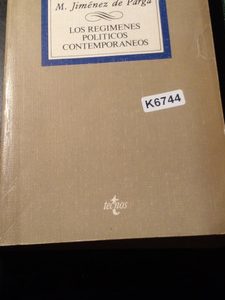 M. Jiménez de Parga
LOS REGIMENES
POLITICOS
CONTEMPORANEOS
K6744
tecnos